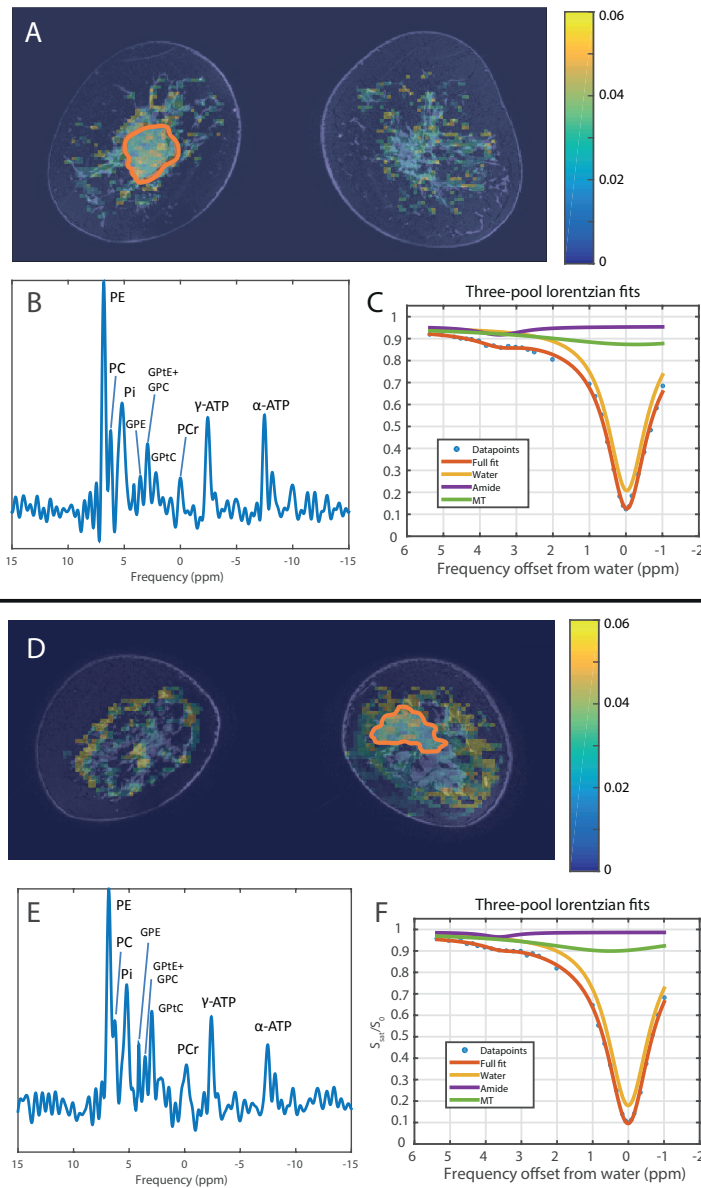 A
0.06
0.04
0.02
0
B
PE
PC
Pi
GPE
GPtE+
GPC
GPtC
PCr
γ-ATP
α-ATP
15 10 5 0 -5 -10 -15
Frequency (ppm)
C
Three-pool lorentzian fits
1
0.9
0.8
0.7
0.6
0.5
0.4
0.3
0.2
0.1
0
Datapoints
Full fit
Water
Amide
MT
6 5 4 3 2 1 0 -1 -2
Frequency offset from water (ppm)
D
0.06
0.04
0.02
0
E
PE
PC
Pi
GPE
GPtE+
GPC
GPtC
PCr
γ-ATP
α-ATP
15 10 5 0 -5 -10 -15
Frequency (ppm)
F
Three-pool lorentzian fits
S_sat/S_0
1
0.9
0.8
0.7
0.6
0.5
0.4
0.3
0.2
0.1
0
Datapoints
Full fit
Water
Amide
MT
6 5 4 3 2 1 0 -1 -2
Frequency offset from water (ppm)